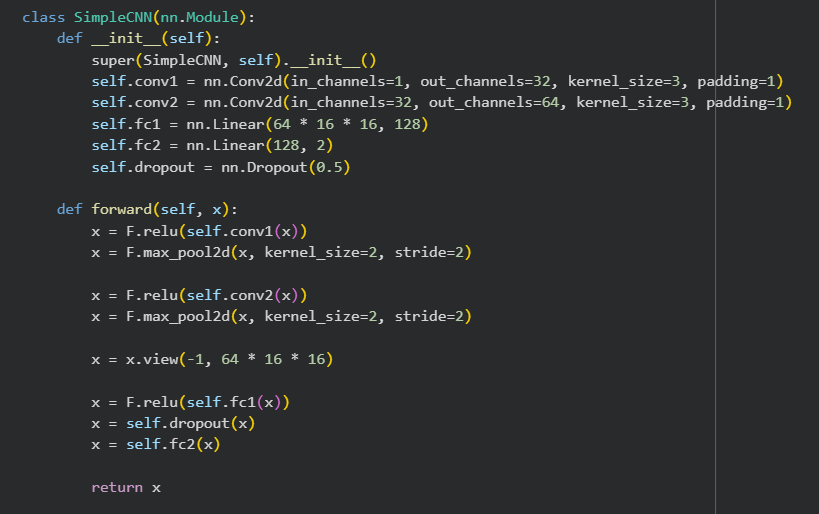 class SimpleCNN(nn.Module):
    def __init__(self):
        super(SimpleCNN, self).__init__()
        self.conv1 = nn.Conv2d(in_channels=1, out_channels=32, kernel_size=3, padding=1)
        self.conv2 = nn.Conv2d(in_channels=32, out_channels=64, kernel_size=3, padding=1)
        self.fc1 = nn.Linear(64 * 16 * 16, 128)
        self.fc2 = nn.Linear(128, 2)
        self.dropout = nn.Dropout(0.5)

    def forward(self, x):
        x = F.relu(self.conv1(x))
        x = F.max_pool2d(x, kernel_size=2, stride=2)

        x = F.relu(self.conv2(x))
        x = F.max_pool2d(x, kernel_size=2, stride=2)

        x = x.view(-1, 64 * 16 * 16)

        x = F.relu(self.fc1(x))
        x = self.dropout(x)
        x = self.fc2(x)

        return x